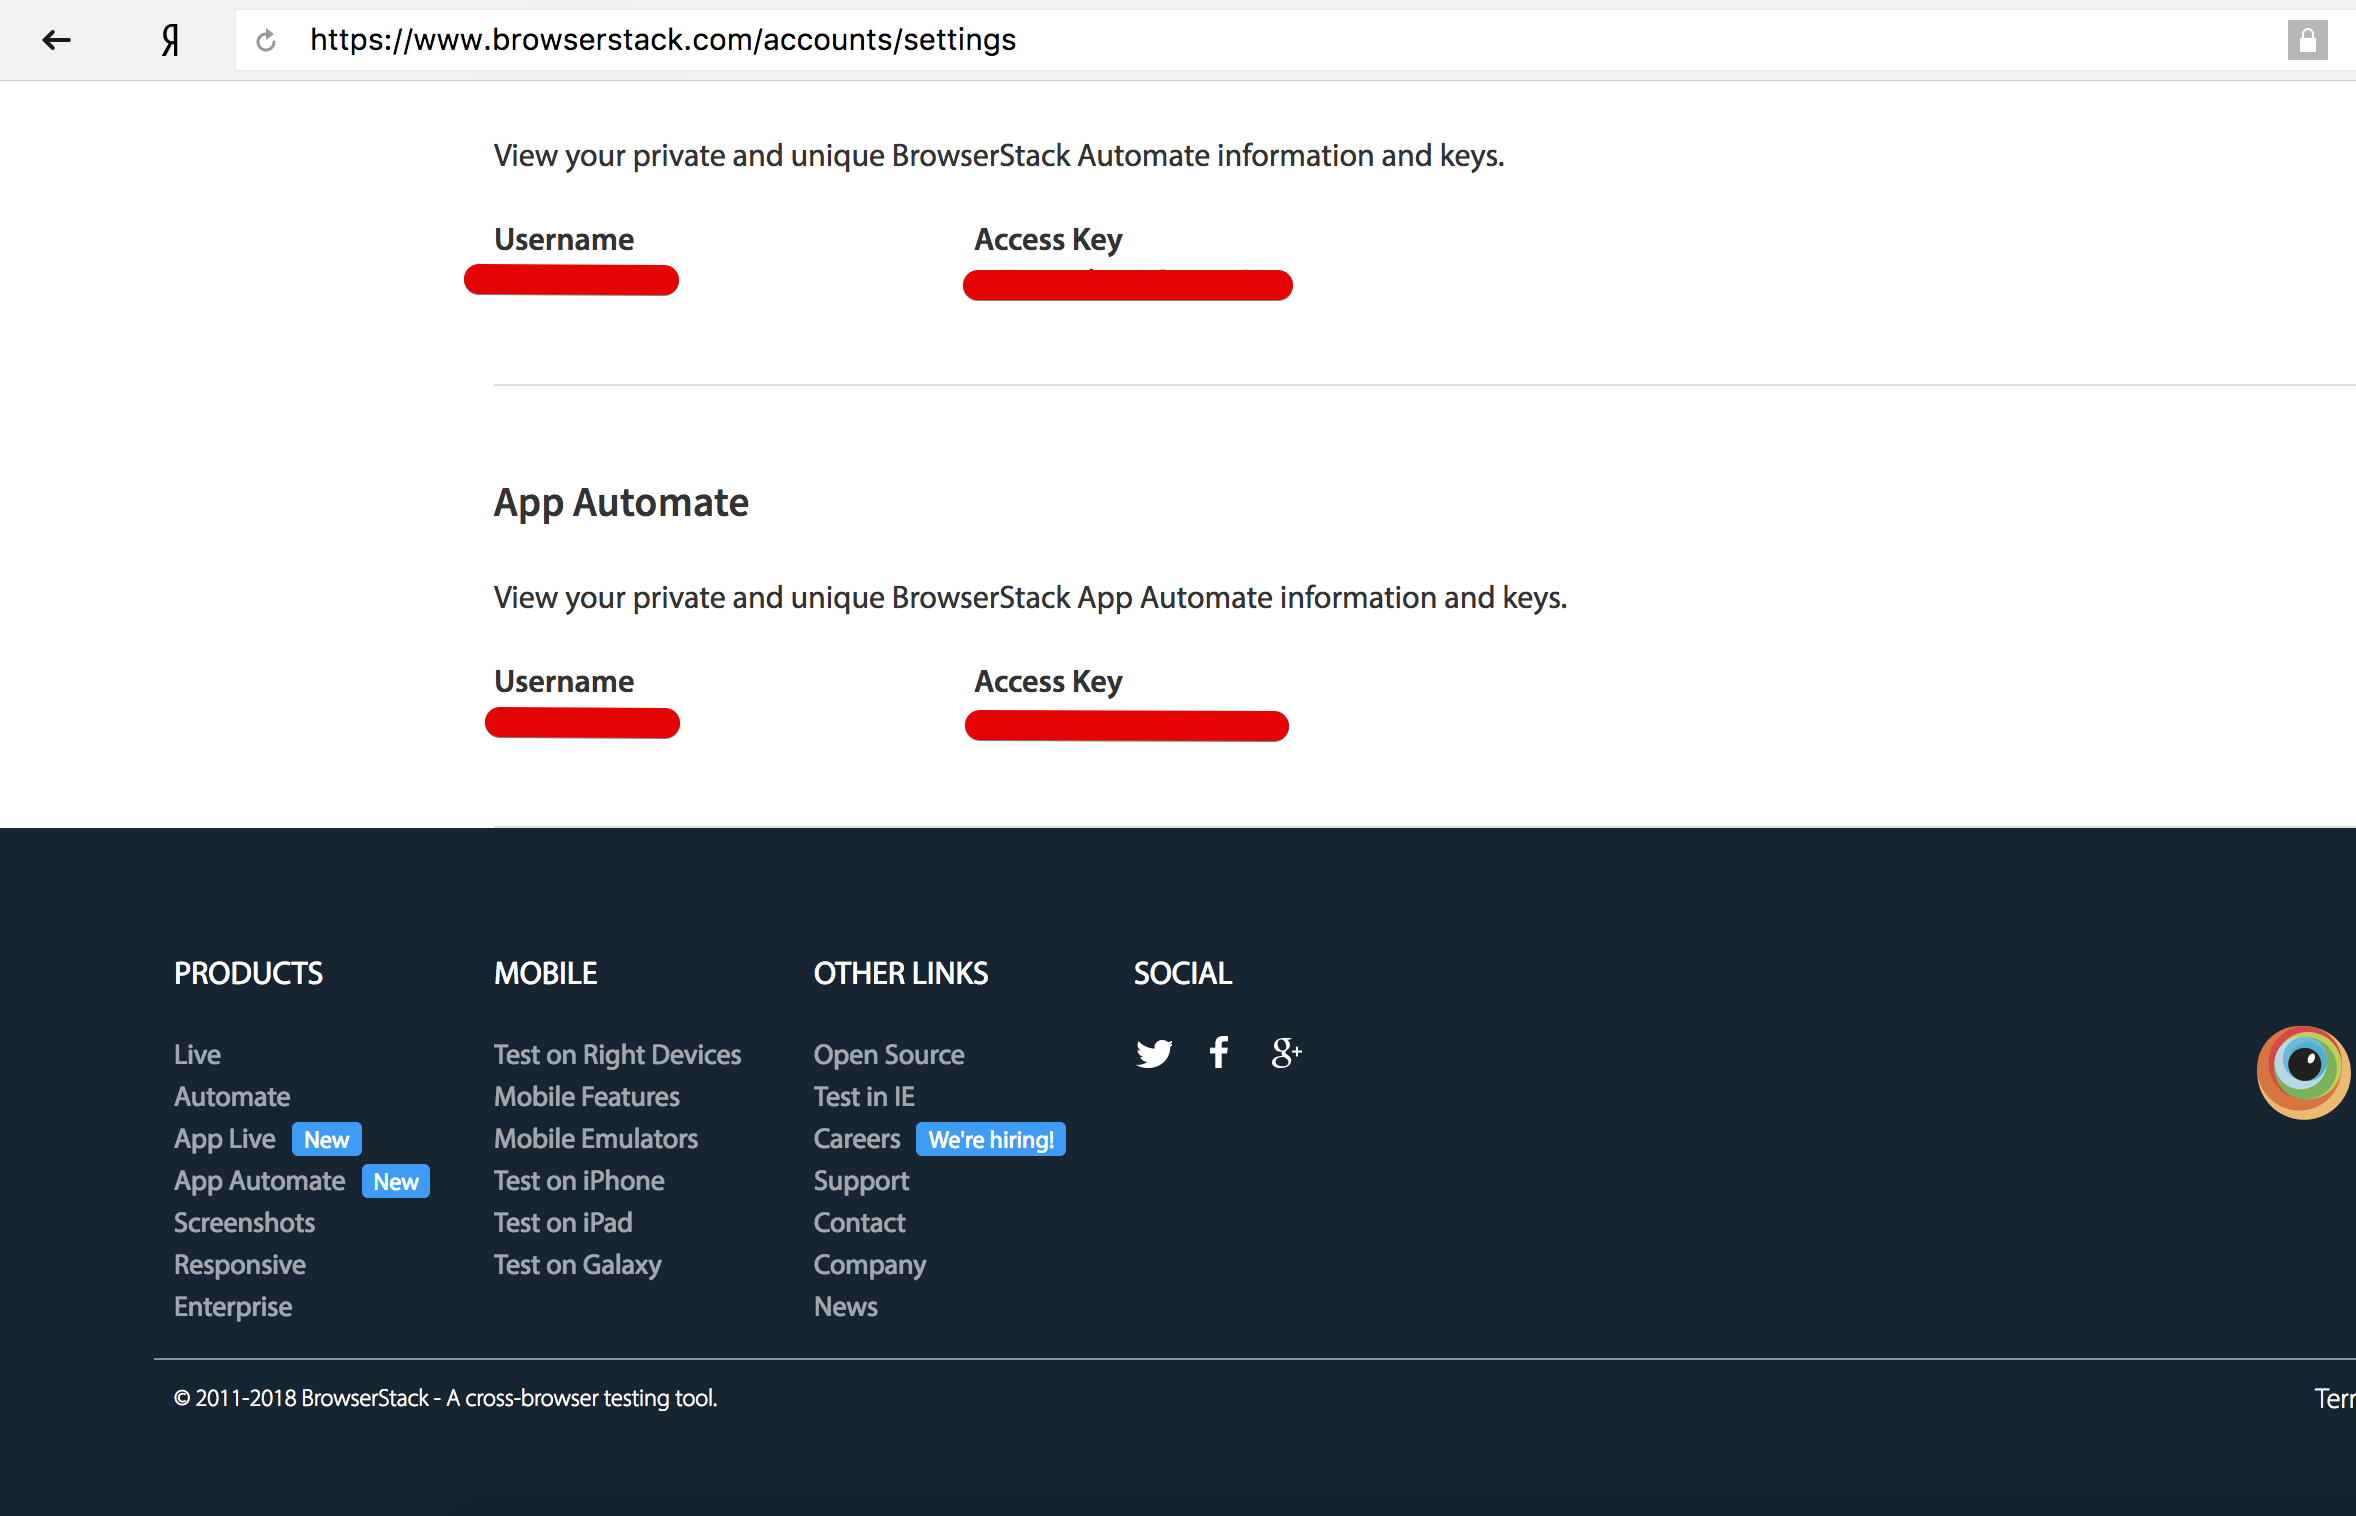 Я https://www.browserstack.com/accounts/settings
View your private and unique BrowserStack Automate information and keys.
Username Access Key
App Automate
View your private and unique BrowserStack App Automate information and keys.
Username Access Key
PRODUCTS
Live
Automate
App Live New
App Automate New
Screenshots
Responsive
Enterprise
MOBILE
Test on Right Devices
Mobile Features
Mobile Emulators
Test on iPhone
Test on iPad
Test on Galaxy
OTHER LINKS
Open Source
Test in IE
Careers We're hiring!
Support
Contact
Company
News
SOCIAL
g+
© 2011-2018 BrowserStack - A cross-browser testing tool.